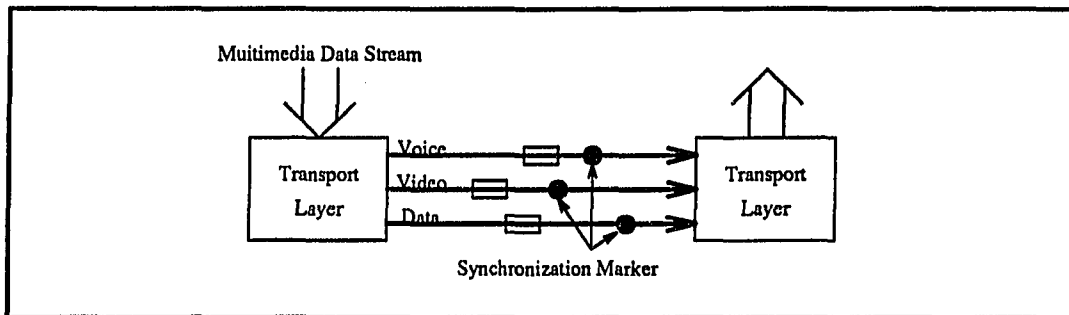 Muitimedia Data Stream
Transport
Layer
Voice
Video
Data
Transport
Layer
Synchronization Marker